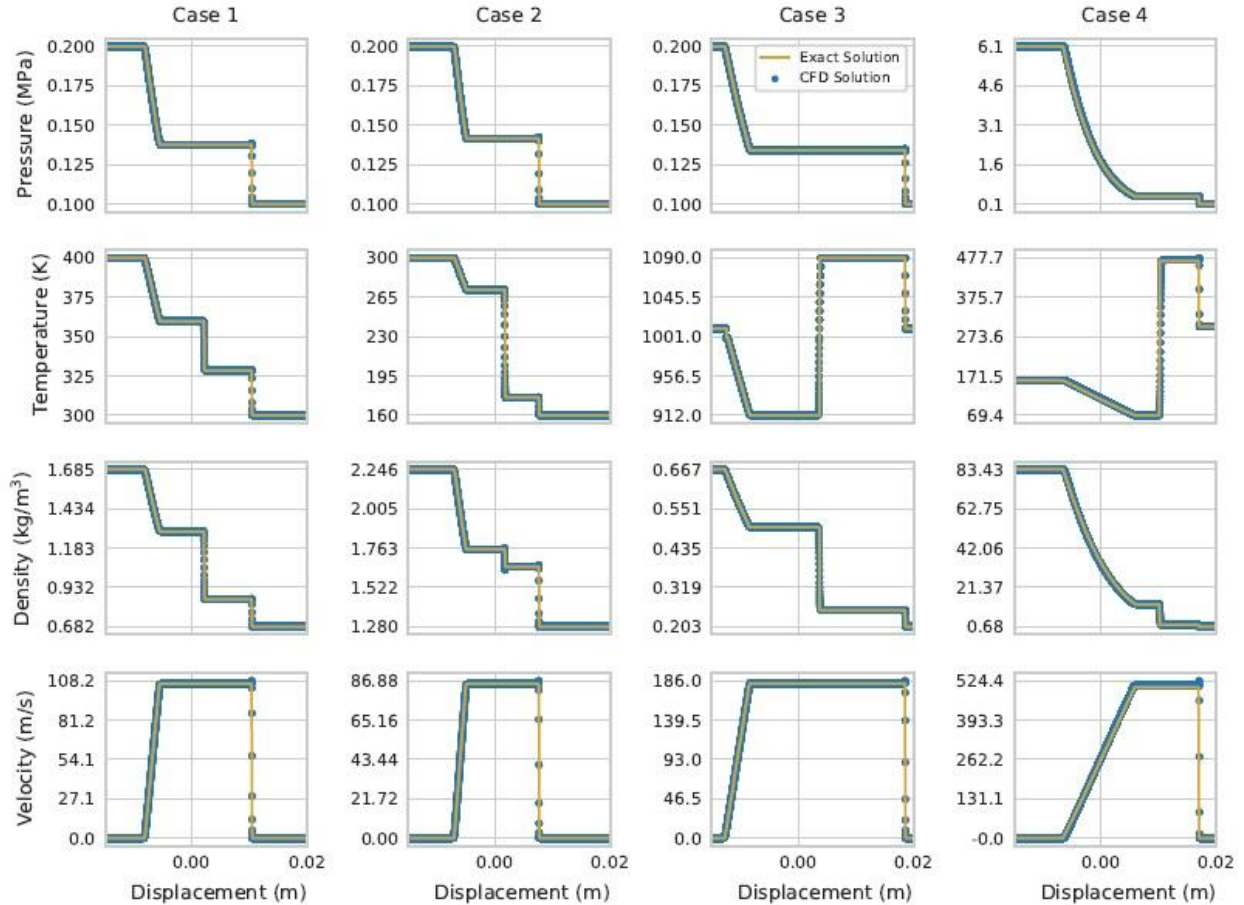 Case 1 Case 2 Case 3 Case 4
Pressure (MPa)
0.200 0.200 0.200 6.1
0.175 0.175 0.175 4.6
0.150 0.150 0.150 3.1
0.125 0.125 0.125 1.6
0.100 0.100 0.100 0.1
Exact Solution
CFD Solution
Temperature (K)
400 300 1090.0 477.7
375 265 1045.5 375.7
350 230 1001.0 273.6
325 195 956.5 171.5
300 160 912.0 69.4
Density (kg/m³)
1.685 2.246 0.667 83.43
1.434 2.005 0.551 62.75
1.183 1.763 0.435 42.06
0.932 1.522 0.319 21.37
0.682 1.280 0.203 0.68
Velocity (m/s)
108.2 86.88 186.0 524.4
81.2 65.16 139.5 393.3
54.1 43.44 93.0 262.2
27.1 21.72 46.5 131.1
0.0 0.00 0.0 -0.0
0.00 0.02 0.00 0.02 0.00 0.02 0.00 0.02
Displacement (m) Displacement (m) Displacement (m) Displacement (m)